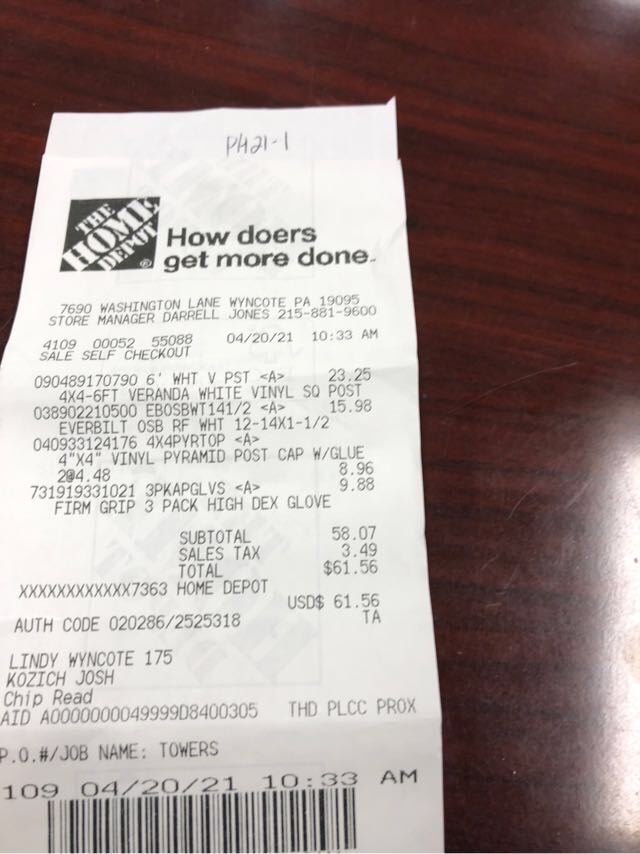 PH21-1
THE
HOME
DEPOT
How doers
get more done.
7690 WASHINGTON LANE WYNCOTE PA 19095
STORE MANAGER DARRELL JONES 215-881-9600
4109 00052 55088 04/20/21 10:33 AM
SALE SELF CHECKOUT
090489170790 6' WHT V PST <A> 23.25
4X4-6FT VERANDA WHITE VINYL SQ POST
038902210500 EBOSBWT141/2 <A> 15.98
EVERBILT OSB RF WHT 12-14X1-1/2
040933124176 4X4PYRTOP <A>
4"X4" VINYL PYRAMID POST CAP W/GLUE
2@4.48 8.96
731919331021 3PKAPGLVS <A> 9.88
FIRM GRIP 3 PACK HIGH DEX GLOVE
SUBTOTAL 58.07
SALES TAX 3.49
TOTAL $61.56
XXXXXXXXXXXX7363 HOME DEPOT
USD$ 61.56
AUTH CODE 020286/2525318 TA
LINDY WYNCOTE 175
KOZICH JOSH
Chip Read
AID A0000000049999D8400305 THD PLCC PROX
P.O.#/JOB NAME: TOWERS
109 04/20/21 10:33 AM